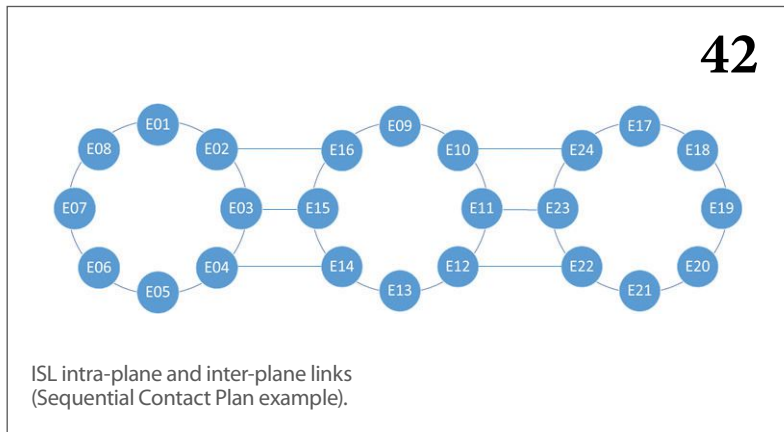 42
E01 E09 E17
E08 E02 E16 E10 E24 E18
E07 E03 E15 E11 E23 E19
E06 E04 E14 E12 E22 E20
E05 E13 E21
ISL intra-plane and inter-plane links
(Sequential Contact Plan example).